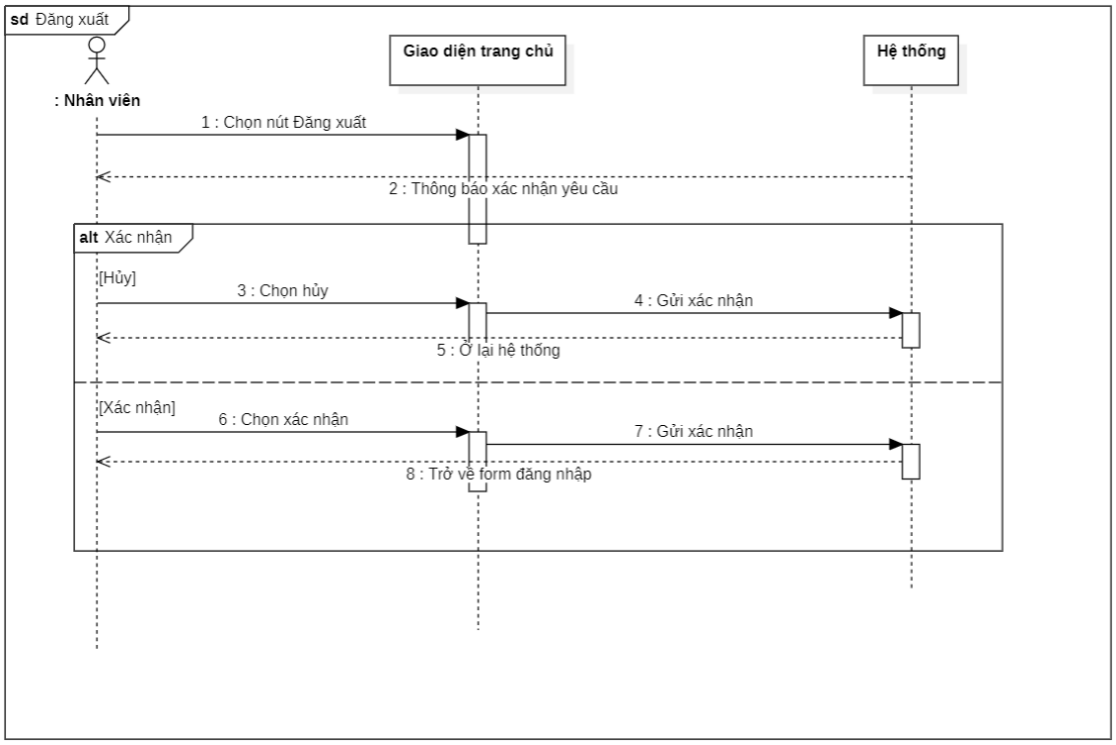 sd Đăng xuất
: Nhân viên
Giao diện trang chủ
Hệ thống
1 : Chọn nút Đăng xuất
2 : Thông báo xác nhận yêu cầu
alt Xác nhận
[Hủy]
3 : Chọn hủy
4 : Gửi xác nhận
5 : Ở lại hệ thống
[Xác nhận]
6 : Chọn xác nhận
7 : Gửi xác nhận
8 : Trở về form đăng nhập